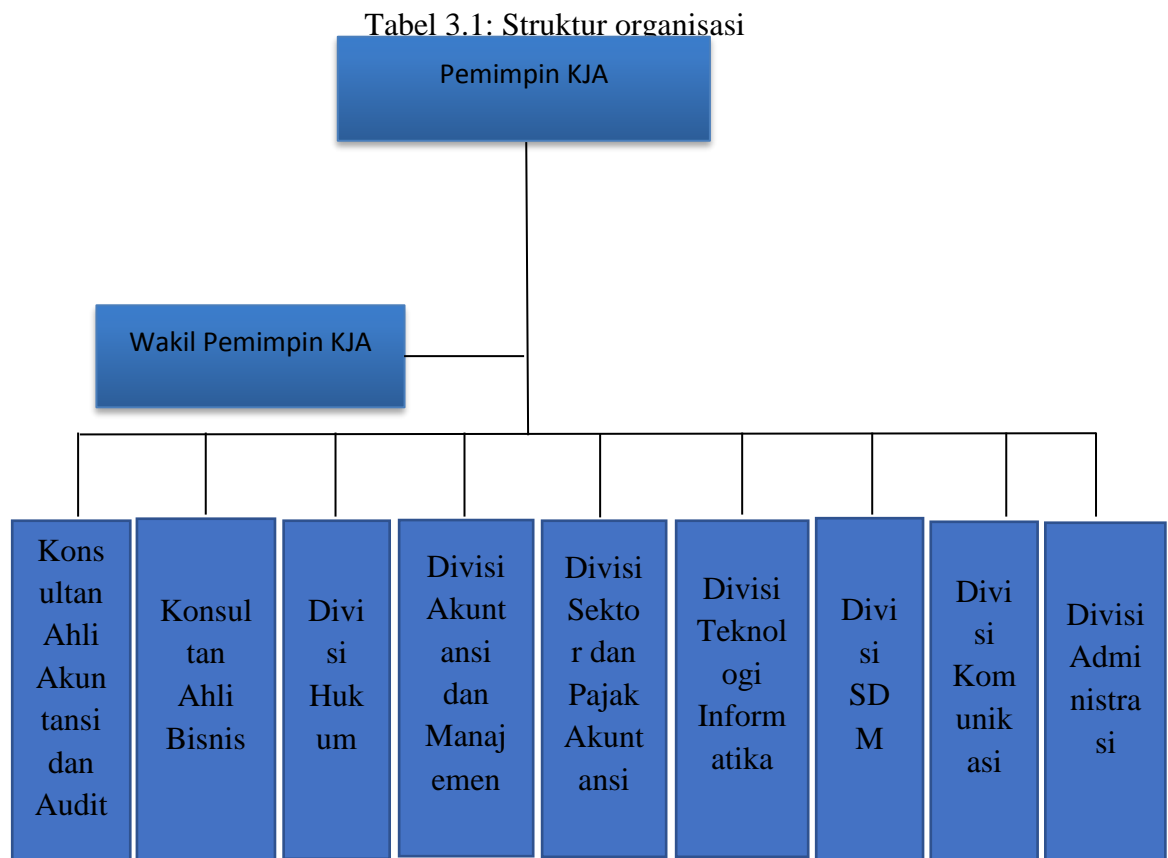 Tabel 3.1: Struktur organisasi
Pemimpin KJA
Wakil Pemimpin KJA
Kons
ultan
Ahli
Akun
tansi
dan
Audit
Konsul
tan
Ahli
Bisnis
Divi
si
Huk
um
Divisi
Akunt
ansi
dan
Manaj
emen
Divisi
Sekto
r dan
Pajak
Akunt
ansi
Divisi
Teknol
ogi
Inform
atika
Divi
si
SD
M
Divi
si
Kom
unik
asi
Divisi
Admi
nistra
si